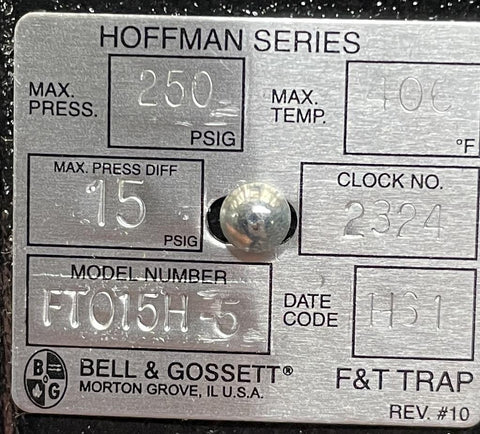 HOFFMAN SERIES
MAX. PRESS. 250 PSIG
MAX. TEMP. °F
MAX. PRESS DIFF
15 PSIG
CLOCK NO.
2324
MODEL NUMBER
FT015H-5
DATE CODE H61
B G
BELL & GOSSETT®
MORTON GROVE, IL U.S.A.
F&T TRAP
REV. #10